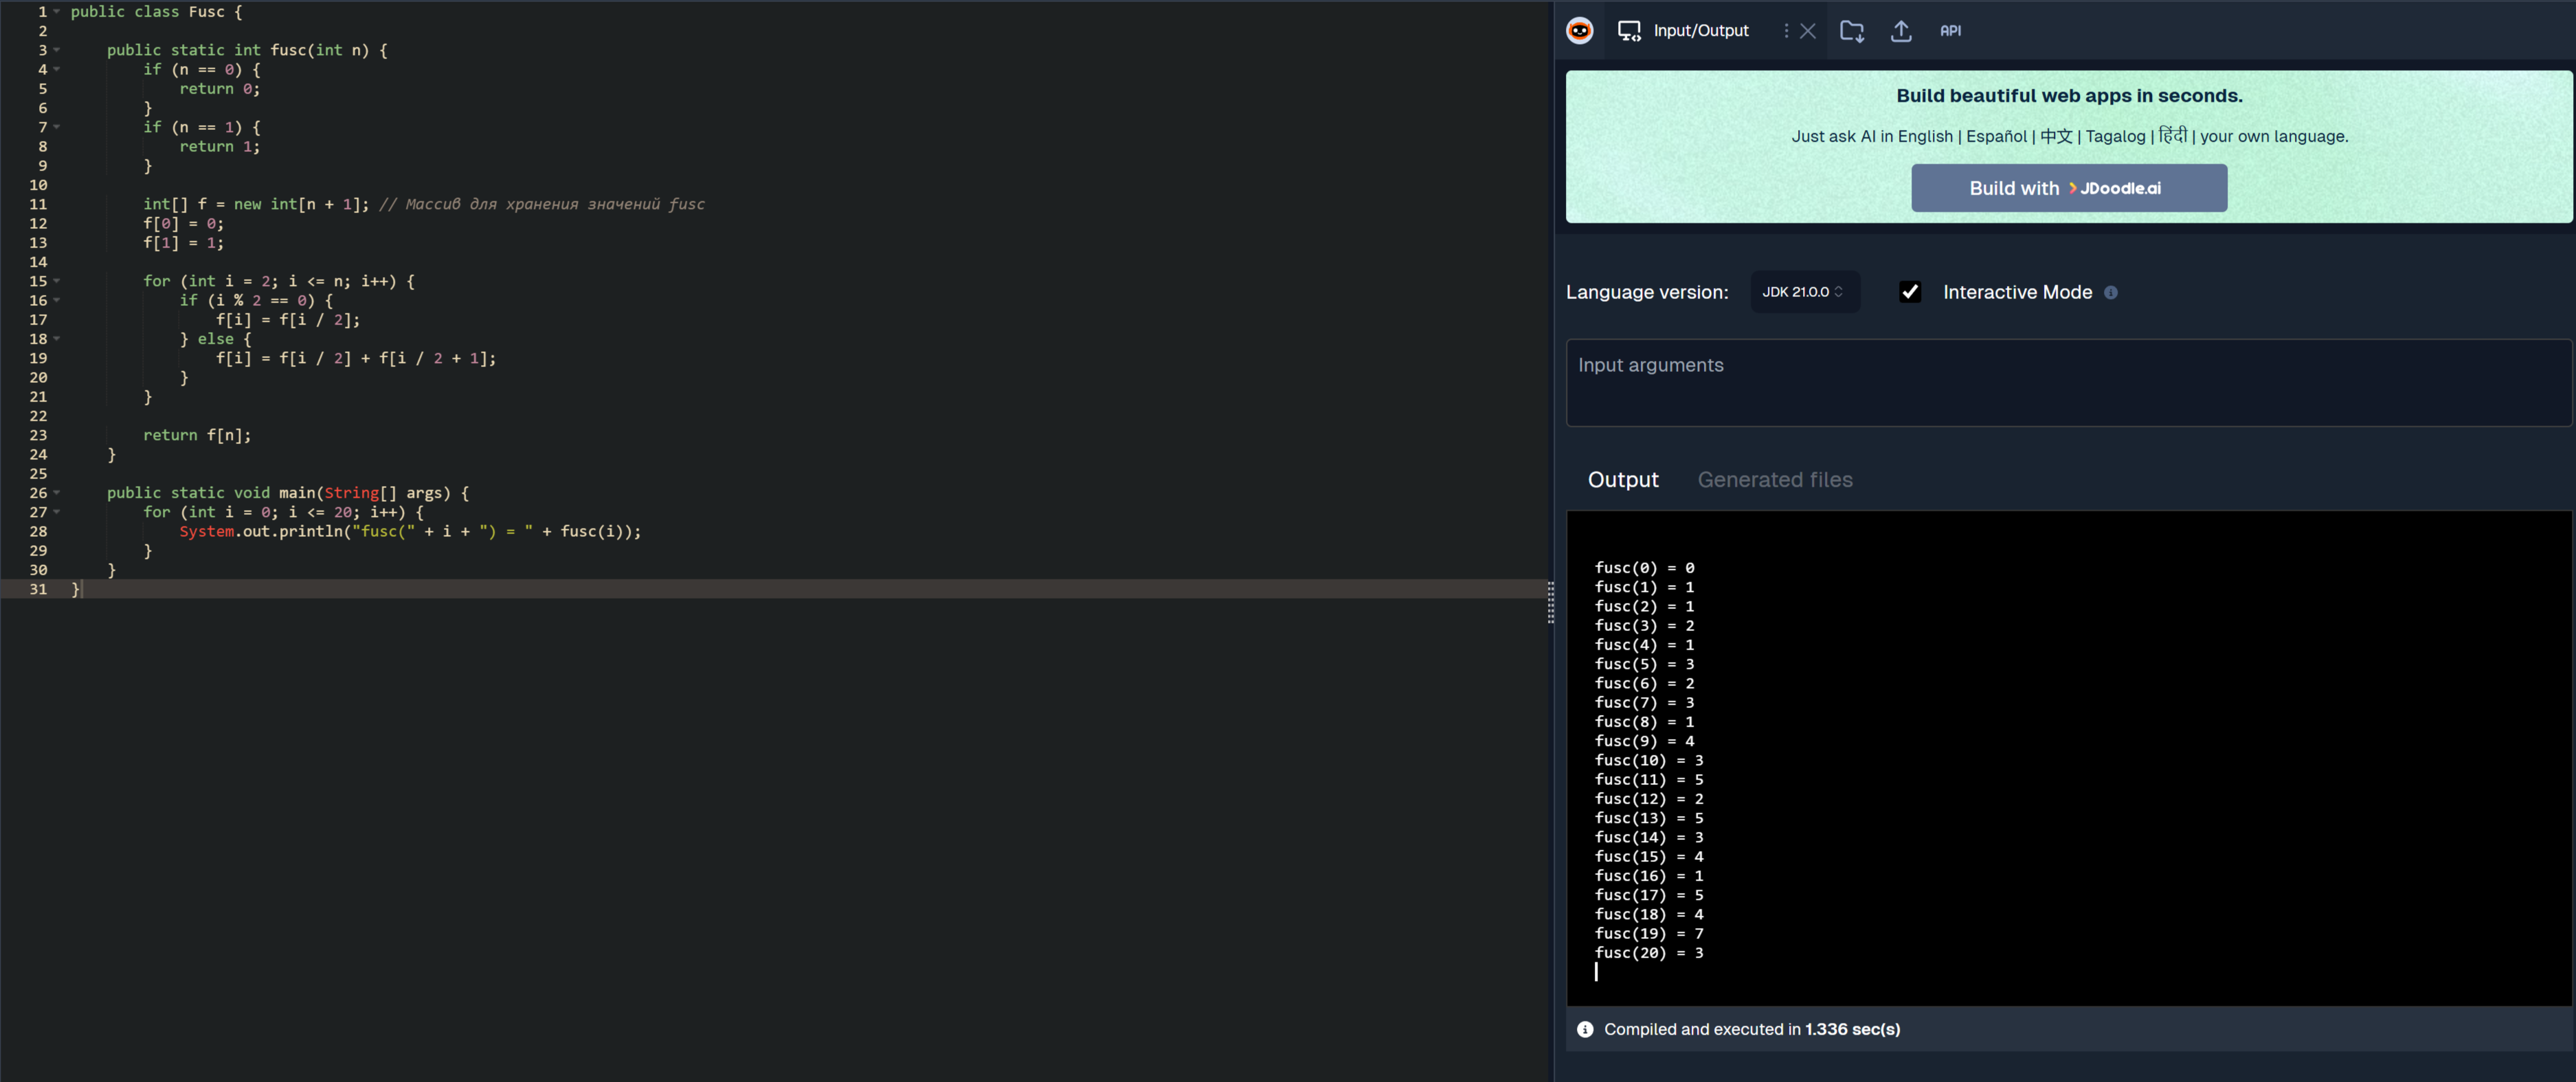 1 public class Fusc {
2
3     public static int fusc(int n) {
4         if (n == 0) {
5             return 0;
6         }
7         if (n == 1) {
8             return 1;
9         }
10
11         int[] f = new int[n + 1]; // Массив для хранения значений fusc
12         f[0] = 0;
13         f[1] = 1;
14
15         for (int i = 2; i <= n; i++) {
16             if (i % 2 == 0) {
17                 f[i] = f[i / 2];
18             } else {
19                 f[i] = f[i / 2] + f[i / 2 + 1];
20             }
21         }
22
23         return f[n];
24     }
25
26     public static void main(String[] args) {
27         for (int i = 0; i <= 20; i++) {
28             System.out.println("fusc(" + i + ") = " + fusc(i));
29         }
30     }
31 }
Input/Output
API
Build beautiful web apps in seconds.
Just ask AI in English | Español | 中文 | Tagalog | हिंदी | your own language.
Build with JDoodle.ai
Language version: JDK 21.0.0 Interactive Mode
Input arguments
Output Generated files
fusc(0) = 0
fusc(1) = 1
fusc(2) = 1
fusc(3) = 2
fusc(4) = 1
fusc(5) = 3
fusc(6) = 2
fusc(7) = 3
fusc(8) = 1
fusc(9) = 4
fusc(10) = 3
fusc(11) = 5
fusc(12) = 2
fusc(13) = 5
fusc(14) = 3
fusc(15) = 4
fusc(16) = 1
fusc(17) = 5
fusc(18) = 4
fusc(19) = 7
fusc(20) = 3
Compiled and executed in 1.336 sec(s)